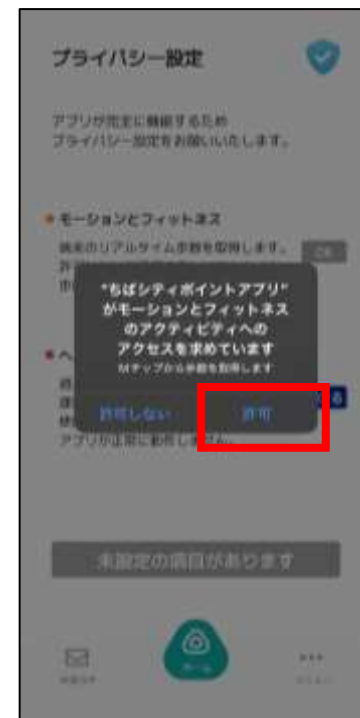 プライバシー設定
アプリが完全に機能するため
プライバシー設定をお願いいたします。
モーションとフィットネス
端末のリアルタイム歩数を取得します。
OK
"ちばシティポイントアプリ"
がモーションとフィットネス
のアクティビティへの
アクセスを求めています
Mチップから歩数を取得します
許可しない
許可
る
アプリが正常に動作しません。
未設定の項目があります
ホーム